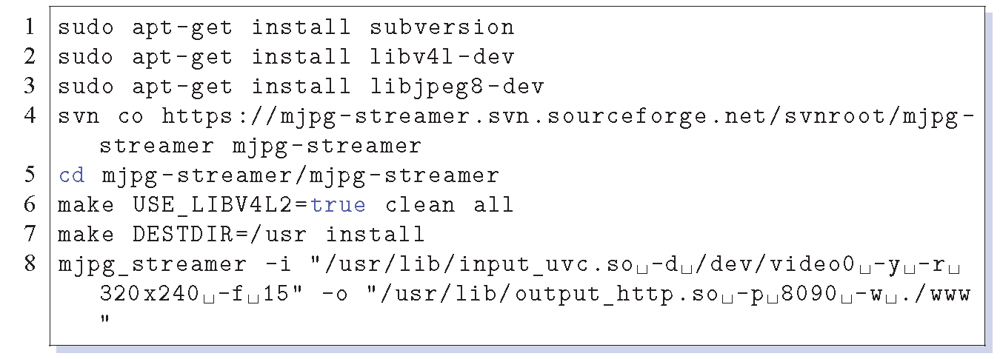 1 sudo apt-get install subversion
2 sudo apt-get install libv4l-dev
3 sudo apt-get install libjpeg8-dev
4 svn co https://mjpg-streamer.svn.sourceforge.net/svnroot/mjpg-
streamer mjpg-streamer
5 cd mjpg-streamer/mjpg-streamer
6 make USE_LIBV4L2=true clean all
7 make DESTDIR=/usr install
8 mjpg_streamer -i "/usr/lib/input_uvc.so␣-d␣/dev/video0␣-y␣-r␣
320x240␣-f␣15" -o "/usr/lib/output_http.so␣-p␣8090␣-w␣./www
"